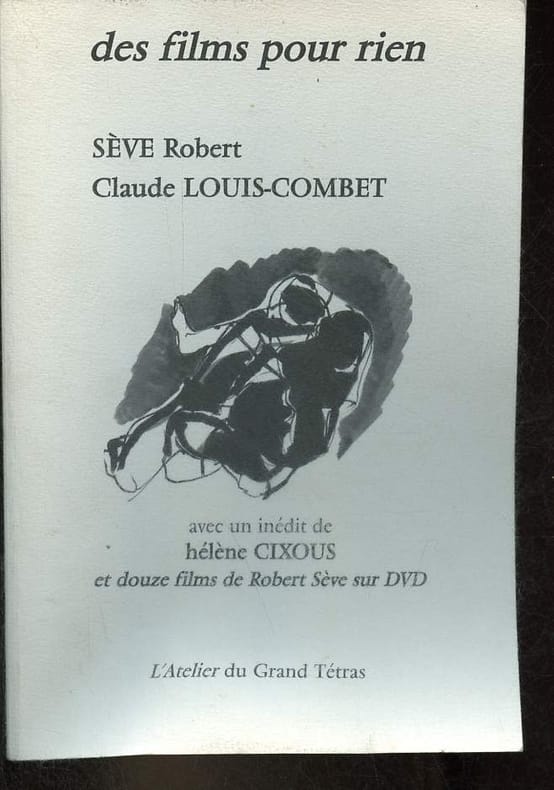 des films pour rien
SÈVE Robert
Claude LOUIS-COMBET
avec un inédit de
hélène CIXOUS
et douze films de Robert Sève sur DVD
L'Atelier du Grand Tétras